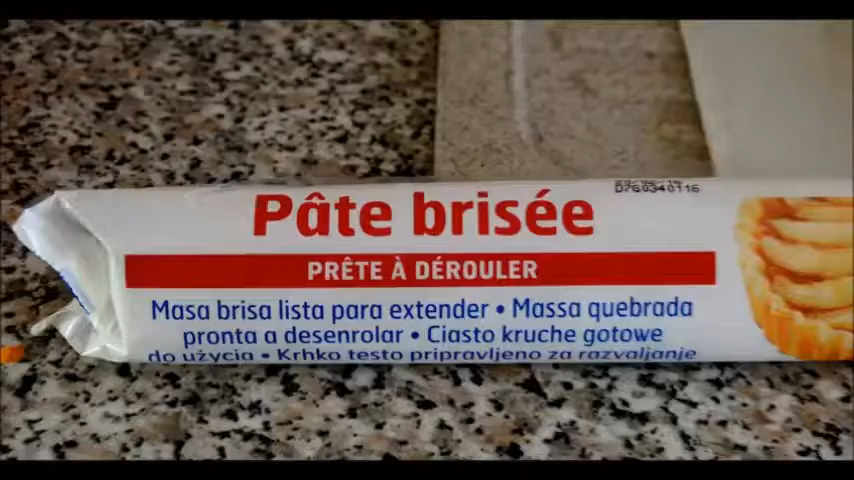 D760340116
Pâte brisée
PRÊTE À DÉROULER
Masa brisa lista para extender • Massa quebrada
pronta a desenrolar • Ciasto kruche gotowe
do użycia • Krhko testo pripravljeno za razvaljanje